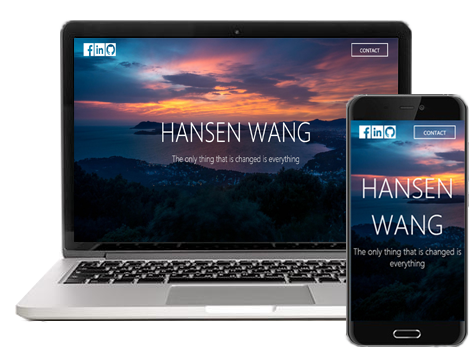 CONTACT
HANSEN WANG
The only thing that is changed is everything
CONTACT
HANSEN
WANG
The only thing that is changed is
everything